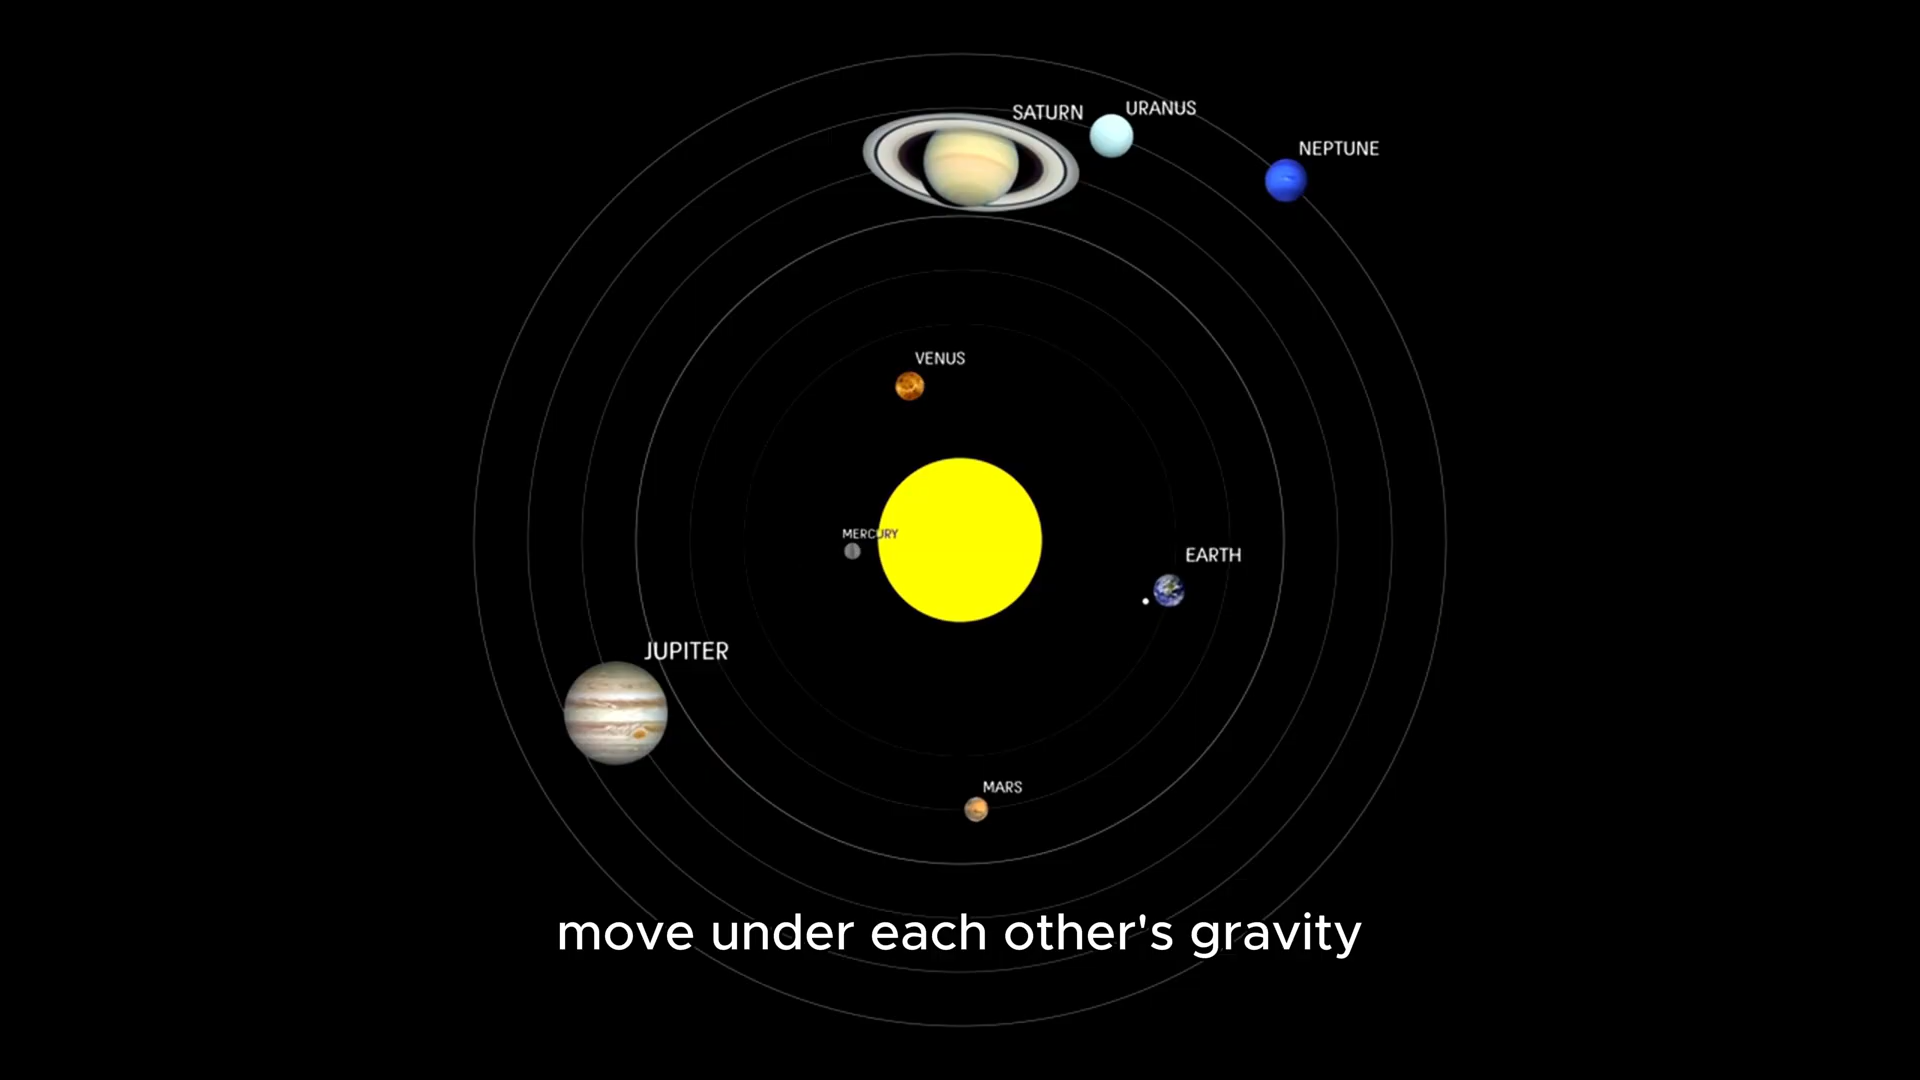 SATURN
URANUS
NEPTUNE
VENUS
MERCURY
EARTH
JUPITER
MARS
move under each other's gravity